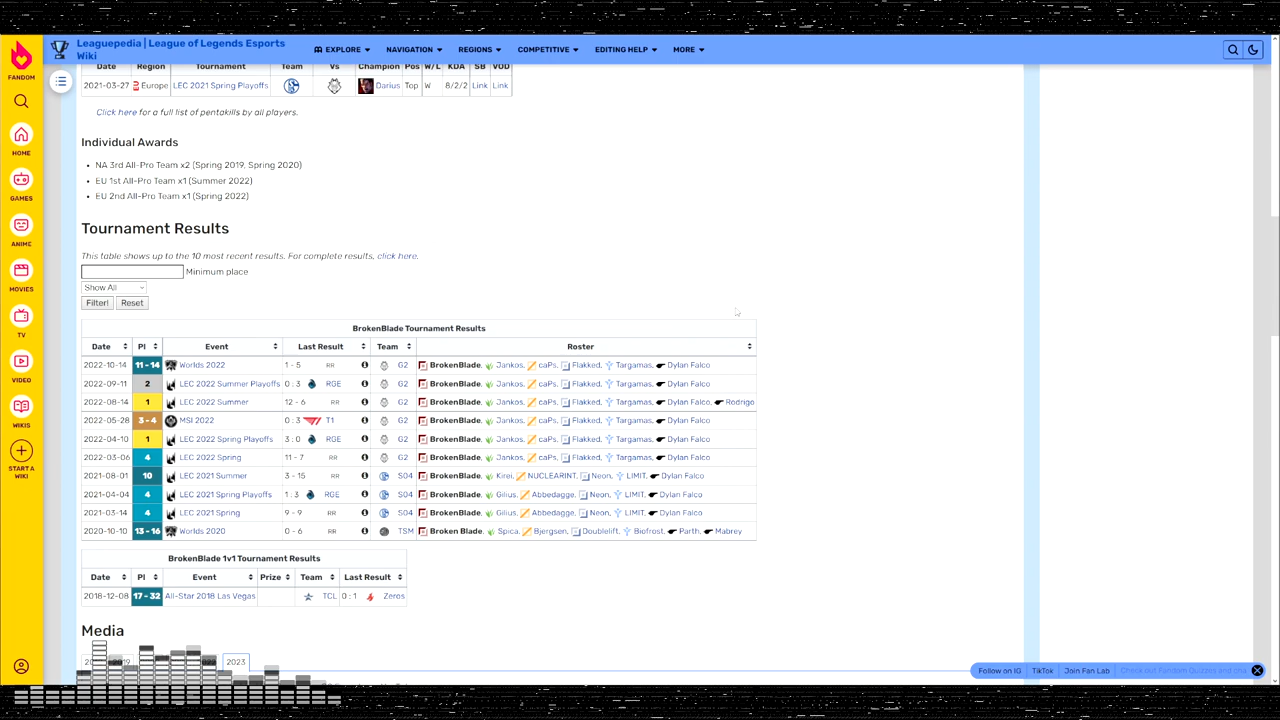 Leaguepedia | League of Legends Esports
Wiki
EXPLORE NAVIGATION REGIONS COMPETITIVE EDITING HELP MORE
FANDOM
HOME
GAMES
ANIME
MOVIES
TV
VIDEO
WIKIS
START A
WIKI
Date Region Tournament Team Vs Champion Pos W/L KDA SB VOD
2021-03-27 Europe LEC 2021 Spring Playoffs Darius Top W 8/2/2 Link Link
Click here for a full list of pentakills by all players.
Individual Awards
NA 3rd All-Pro Team x2 (Spring 2019, Spring 2020)
EU 1st All-Pro Team x1 (Summer 2022)
EU 2nd All-Pro Team x1 (Spring 2022)
Tournament Results
This table shows up to the 10 most recent results. For complete results, click here.
Minimum place
Show All
Filter! Reset
BrokenBlade Tournament Results
Date Pl Event Last Result Team Roster
2022-10-14 11 - 14 Worlds 2022 1 - 5 RR G2 BrokenBlade, Jankos, caPs, Flakked, Targamas, Dylan Falco
2022-09-11 2 LEC 2022 Summer Playoffs 0 : 3 RGE G2 BrokenBlade, Jankos, caPs, Flakked, Targamas, Dylan Falco
2022-08-14 1 LEC 2022 Summer 12 - 6 RR G2 BrokenBlade, Jankos, caPs, Flakked, Targamas, Dylan Falco, Rodrigo
2022-05-28 3 - 4 MSI 2022 0 : 3 T1 G2 BrokenBlade, Jankos, caPs, Flakked, Targamas, Dylan Falco
2022-04-10 1 LEC 2022 Spring Playoffs 3 : 0 RGE G2 BrokenBlade, Jankos, caPs, Flakked, Targamas, Dylan Falco
2022-03-06 4 LEC 2022 Spring 11 - 7 RR G2 BrokenBlade, Jankos, caPs, Flakked, Targamas, Dylan Falco
2021-08-01 10 LEC 2021 Summer 3 - 15 RR S04 BrokenBlade, Kirei, NUCLEARINT, Neon, LIMIT, Dylan Falco
2021-04-04 4 LEC 2021 Spring Playoffs 1 : 3 RGE S04 BrokenBlade, Gilius, Abbedagge, Neon, LIMIT, Dylan Falco
2021-03-14 4 LEC 2021 Spring 9 - 9 RR S04 BrokenBlade, Gilius, Abbedagge, Neon, LIMIT, Dylan Falco
2020-10-10 13 - 16 Worlds 2020 0 - 6 RR TSM Broken Blade, Spica, Bjergsen, Doublelift, Biofrost, Parth, Mabrey
BrokenBlade 1v1 Tournament Results
Date Pl Event Prize Team Last Result
2018-12-08 17 - 32 All-Star 2018 Las Vegas TCL 0 : 1 Zeros
Media
2023
Follow on IG TikTok Join Fan Lab Check out Fandom Quizzes and